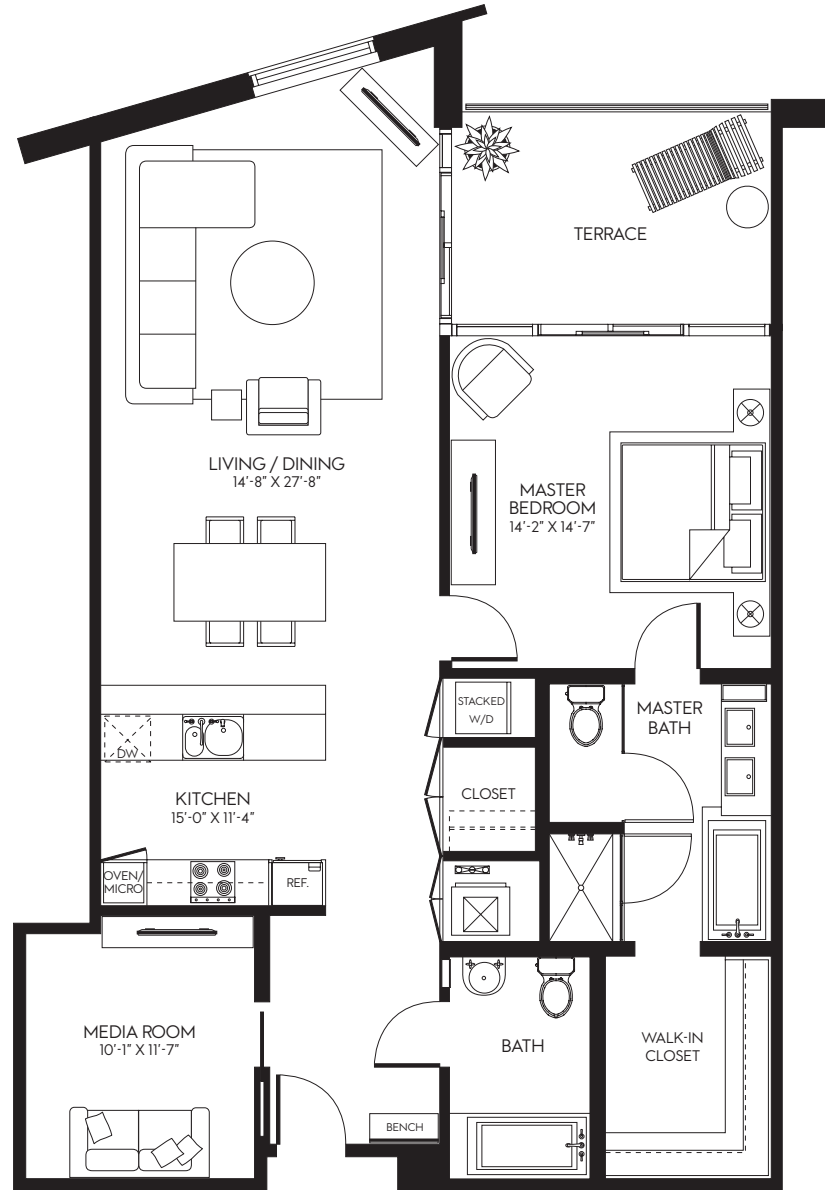 TERRACE
LIVING / DINING
14'-8" X 27'-8"
MASTER
BEDROOM
14'-2" X 14'-7"
STACKED
W/D
MASTER
BATH
DW
KITCHEN
15'-0" X 11'-4"
CLOSET
OVEN/
MICRO
REF.
MEDIA ROOM
10'-1" X 11'-7"
BATH
WALK-IN
CLOSET
BENCH